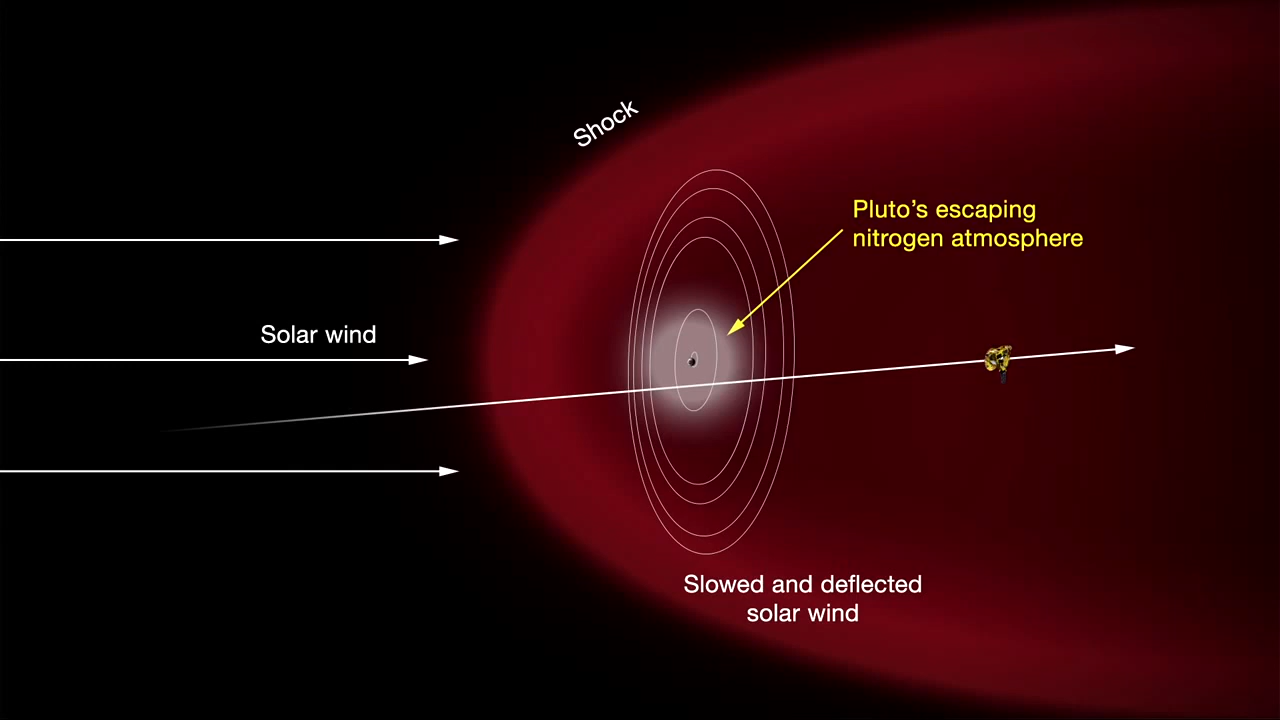 Shock
Pluto’s escaping
nitrogen atmosphere
Solar wind
Slowed and deflected
solar wind